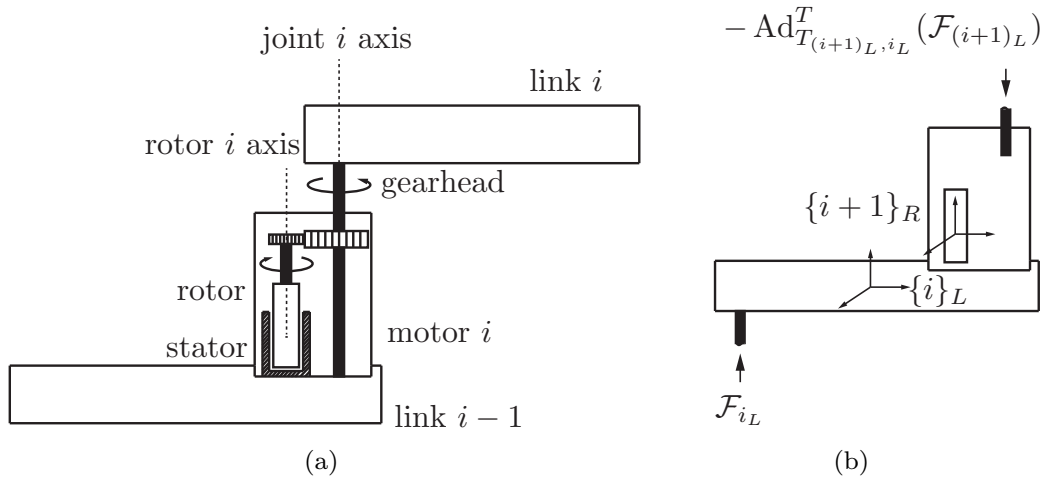 joint i axis
link i
rotor i axis
gearhead
rotor
stator
motor i
link i − 1
(a)
− Ad^T_{T_{(i+1)_L, i_L}}(ℱ_{(i+1)_L})
{i + 1}_R
{i}_L
ℱ_{i_L}
(b)